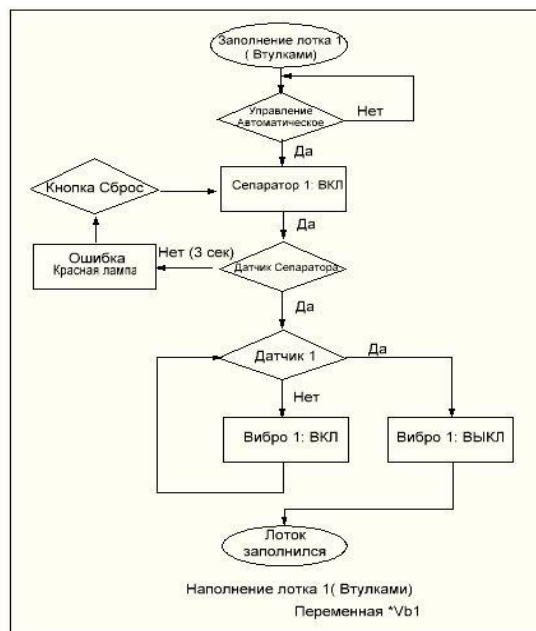 Заполнение лотка 1
( Втулками)
Управление
Автоматическое
Нет
Да
Кнопка Сброс
Сепаратор 1: ВКЛ
Да
Ошибка
Красная лампа
Нет (3 сек)
Датчик Сепаратора
Да
Датчик 1
Да
Нет
Вибро 1: ВКЛ
Вибро 1: ВЫКЛ
Лоток
заполнился
Наполнение лотка 1( Втулками)
Переменная *Vb1